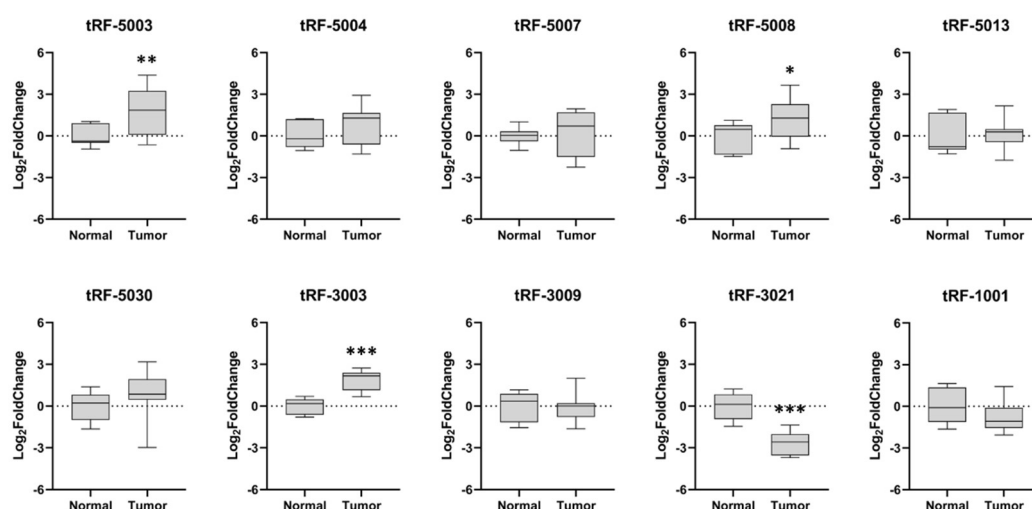 tRF-5003 tRF-5004 tRF-5007 tRF-5008 tRF-5013
Log2FoldChange Log2FoldChange Log2FoldChange Log2FoldChange Log2FoldChange
6 6 6 6 6
** *
3 3 3 3 3
0 0 0 0 0
-3 -3 -3 -3 -3
-6 -6 -6 -6 -6
Normal Tumor Normal Tumor Normal Tumor Normal Tumor Normal Tumor
tRF-5030 tRF-3003 tRF-3009 tRF-3021 tRF-1001
Log2FoldChange Log2FoldChange Log2FoldChange Log2FoldChange Log2FoldChange
6 6 6 6 6
***
3 3 3 3 3
0 0 0 0 0
***
-3 -3 -3 -3 -3
-6 -6 -6 -6 -6
Normal Tumor Normal Tumor Normal Tumor Normal Tumor Normal Tumor